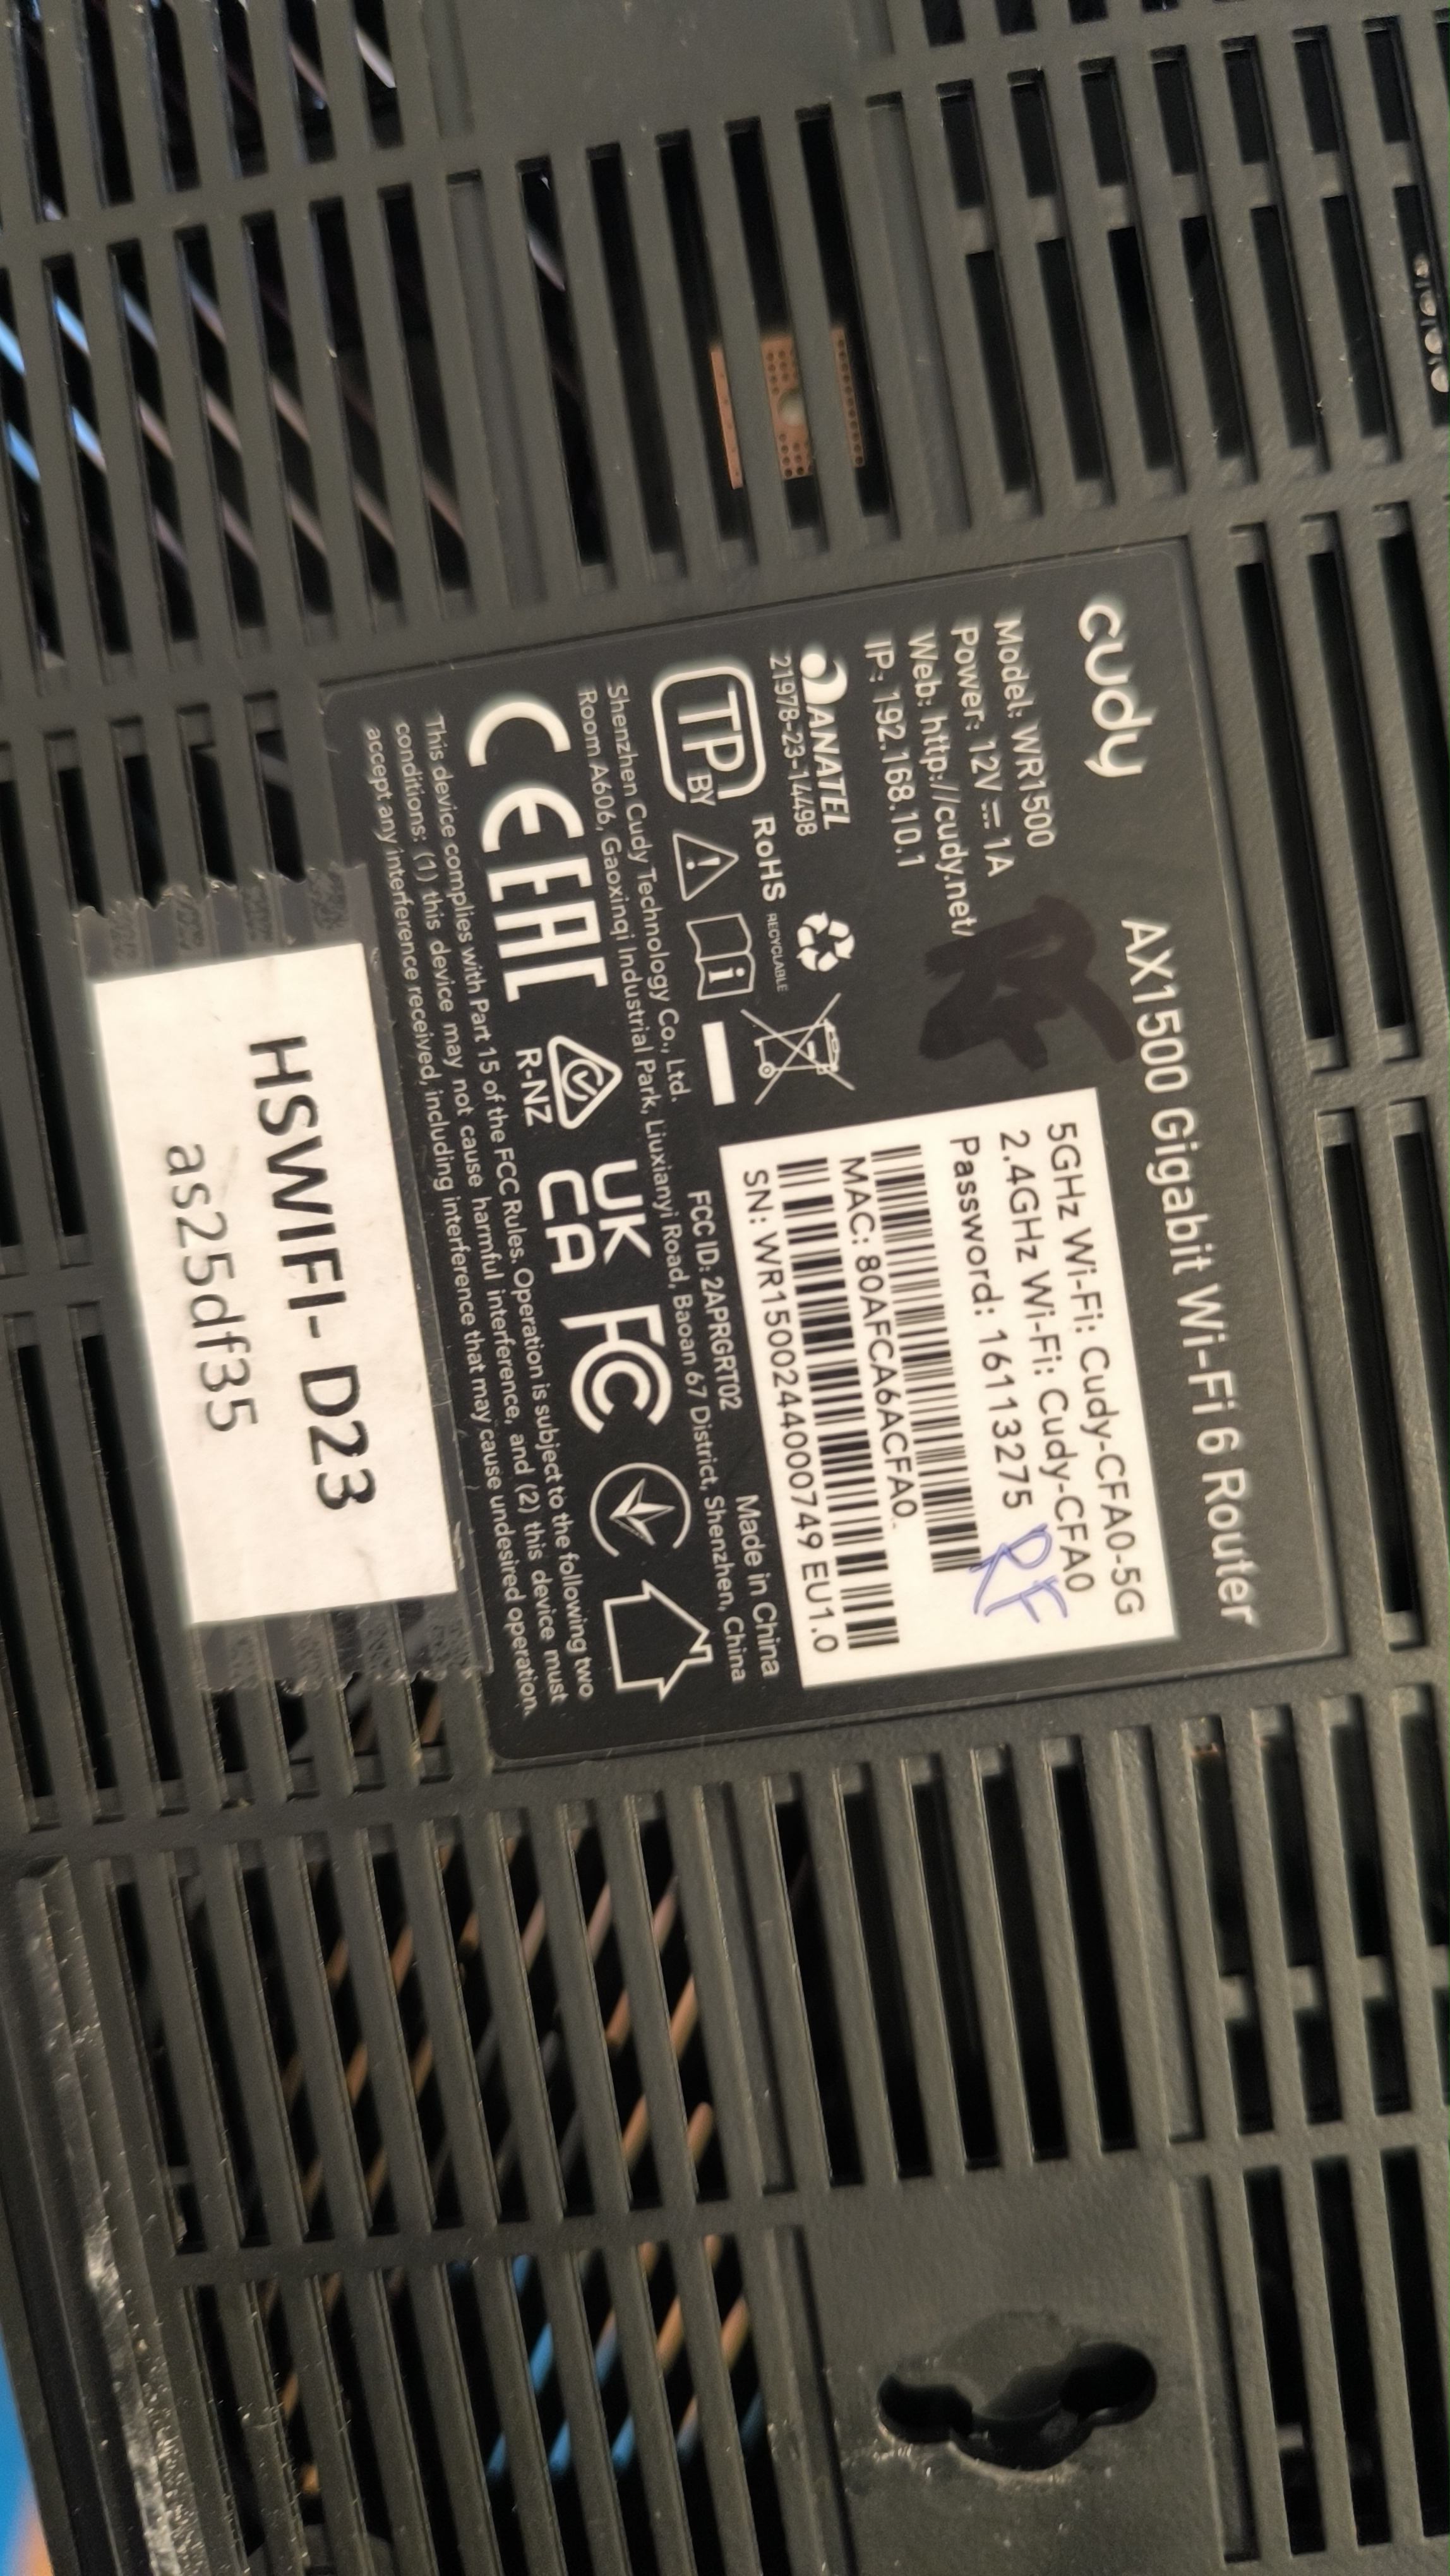 cudy
AX1500 Gigabit Wi-Fi 6 Router
Model: WR1500
Power: 12V ⎓ 1A
Web: http://cudy.net/
IP: 192.168.10.1
5GHz Wi-Fi: Cudy-CFA0-5G
2.4GHz Wi-Fi: Cudy-CFA0
Password: 16113275
RF
MAC: 80AFCA6ACFA0
SN: WR15002440000749 EU1.0
ANATEL
21978-23-14498
RoHS
RECYCLABLE
TP
BY
FCC ID: 2APRGRT02
Made in China
Shenzhen Cudy Technology Co., Ltd.
Room A606, Gaoxinqi Industrial Park, Liuxianyi Road, Baoan 67 District, Shenzhen, China
CE EAC R-NZ UK CA FC
This device complies with Part 15 of the FCC Rules. Operation is subject to the following two
conditions: (1) this device may not cause harmful interference, and (2) this device must
accept any interference received, including interference that may cause undesired operation.
HSWIFI- D23
as25df35